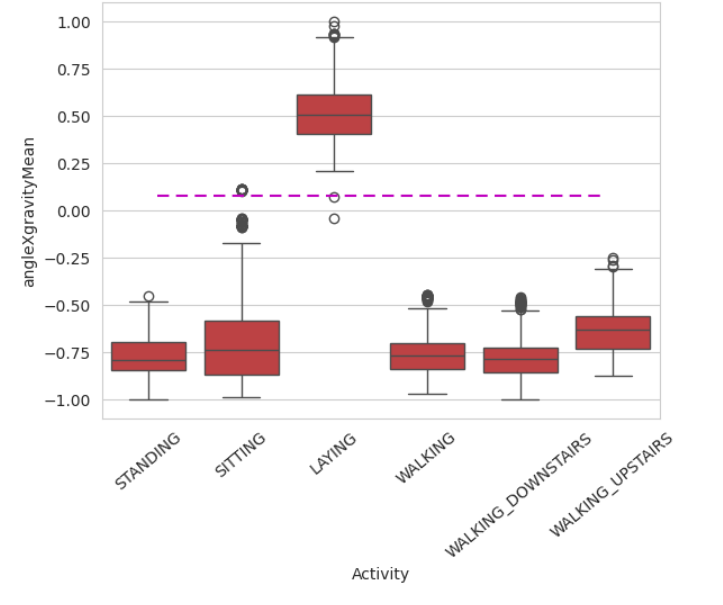 1.00
0.75
0.50
0.25
0.00
−0.25
−0.50
−0.75
−1.00
angleXgravityMean
STANDING
SITTING
LAYING
WALKING
WALKING_DOWNSTAIRS
WALKING_UPSTAIRS
Activity